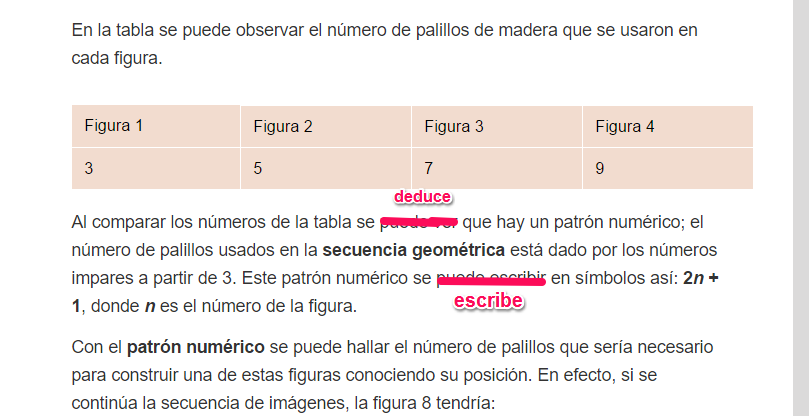 En la tabla se puede observar el número de palillos de madera que se usaron en
cada figura.
Figura 1 Figura 2 Figura 3 Figura 4
3 5 7 9
deduce
Al comparar los números de la tabla se puede ver que hay un patrón numérico; el
número de palillos usados en la secuencia geométrica está dado por los números
impares a partir de 3. Este patrón numérico se puede escribir en símbolos así: 2n +
escribe
1, donde n es el número de la figura.
Con el patrón numérico se puede hallar el número de palillos que sería necesario
para construir una de estas figuras conociendo su posición. En efecto, si se
continúa la secuencia de imágenes, la figura 8 tendría: